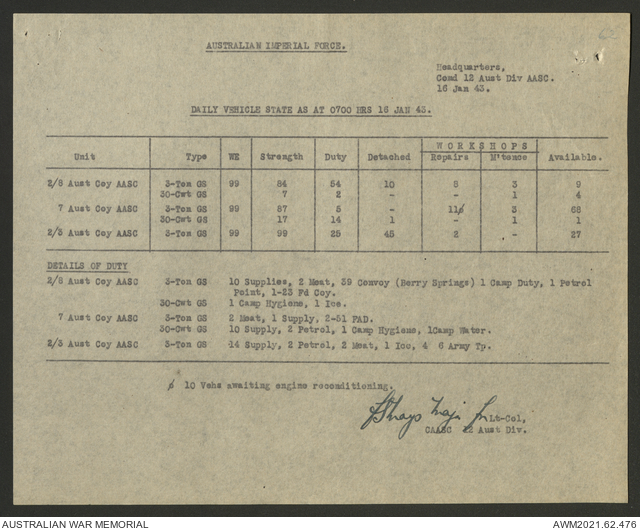 AUSTRALIAN IMPERIAL FORCE.
Headquarters,
Comd 12 Aust Div AASC.
16 Jan 43.
DAILY VEHICLE STATE AS AT 0700 HRS 16 JAN 43.
WORKSHOPS
Unit Type WE Strength Duty Detached Repairs M'tence Available.
2/8 Aust Coy AASC 3-Ton GS 99 84 54 10 8 3 9
30-Cwt GS 7 2 - - 1 4
7 Aust Coy AASC 3-Ton GS 99 87 5 - 11ø 3 68
30-Cwt GS 17 14 1 - 1 1
2/3 Aust Coy AASC 3-Ton GS 99 99 25 45 2 - 27
DETAILS OF DUTY
2/8 Aust Coy AASC 3-Ton GS 10 Supplies, 2 Meat, 39 Convoy (Berry Springs) 1 Camp Duty, 1 Petrol
Point, 1-23 Fd Coy.
30-Cwt GS 1 Camp Hygiene, 1 Ice.
7 Aust Coy AASC 3-Ton GS 2 Meat, 1 Supply, 2-51 PAD.
30-Cwt GS 10 Supply, 2 Petrol, 1 Camp Hygiene, 1Camp Water.
2/3 Aust Coy AASC 3-Ton GS 14 Supply, 2 Petrol, 2 Meat, 1 Ice, 4 6 Army Tp.
ø 10 Vehs awaiting engine reconditioning.
Maj for Lt-Col,
CAASC 12 Aust Div.
AUSTRALIAN WAR MEMORIAL
AWM2021.62.476